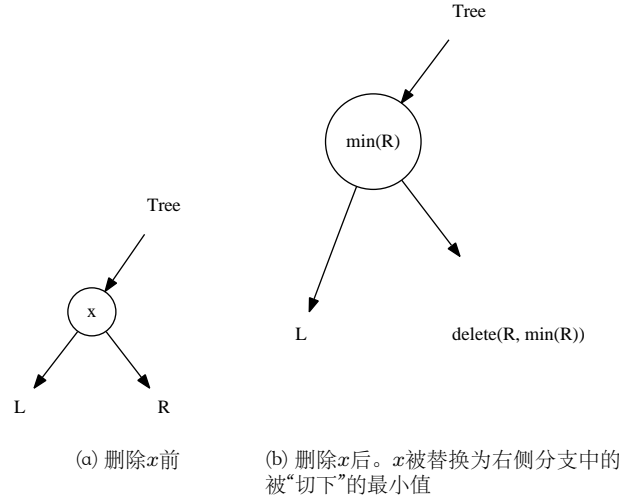 Tree
min(R)
Tree
x
L
delete(R, min(R))
L
R
(a) 删除x前
(b) 删除x后。x被替换为右侧分支中的
被“切下”的最小值